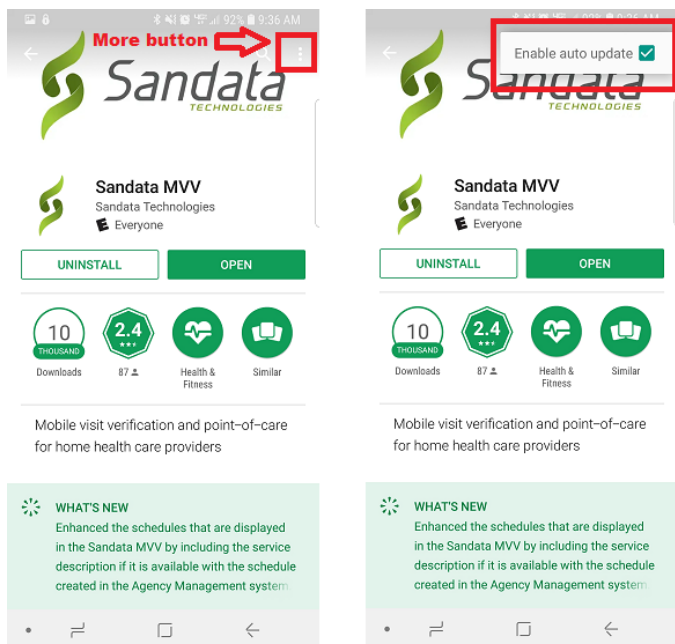 92% 9:36 AM
More button
Sandata
TECHNOLOGIES
Sandata MVV
Sandata Technologies
E Everyone
UNINSTALL
OPEN
10
THOUSAND
Downloads
2.4
87
Health &
Fitness
Similar
Mobile visit verification and point-of-care
for home health care providers
WHAT'S NEW
Enhanced the schedules that are displayed
in the Sandata MVV by including the service
description if it is available with the schedule
created in the Agency Management system
Enable auto update
Sandata
TECHNOLOGIES
Sandata MVV
Sandata Technologies
E Everyone
UNINSTALL
OPEN
10
THOUSAND
Downloads
2.4
87
Health &
Fitness
Similar
Mobile visit verification and point-of-care
for home health care providers
WHAT'S NEW
Enhanced the schedules that are displayed
in the Sandata MVV by including the service
description if it is available with the schedule
created in the Agency Management system